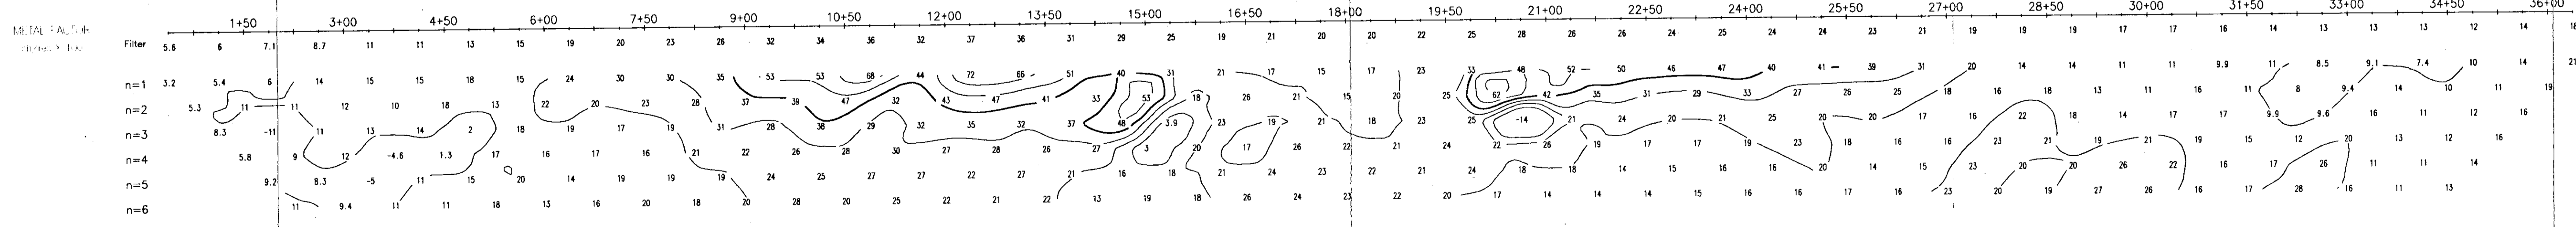 1+50 3+00 4+50 6+00 7+50 9+00 10+50 12+00 13+50 15+00 16+50 18+00 19+50 21+00 22+50 24+00 25+50 27+00 28+50 30+00 31+50 33+00 34+50 36+00
METAL FACTOR
Filter 5.6 6 7.1 8.7 11 11 13 15 19 20 23 26 32 34 36 32 37 36 31 29 25 19 21 20 20 22 25 28 26 26 24 25 24 24 23 21 19 19 19 17 17 16 14 13 13 13 12 14 18
n=1 3.2 5.4 6 14 15 15 18 15 24 30 30 35 53 53 68 44 72 66 51 40 31 21 17 15 17 23 33 48 52 50 46 47 40 41 39 31 20 14 14 11 11 9.9 11 8.5 9.1 7.4 10 14 21
n=2 5.3 11 11 12 10 18 13 22 20 23 28 37 39 47 32 43 47 41 33 53 18 26 21 15 20 25 62 42 35 31 29 33 27 26 25 18 16 18 13 11 16 11 8 9.4 14 10 11 19
n=3 8.3 -11 11 13 14 2 18 19 17 19 31 28 38 29 32 35 32 37 48 3.9 23 19 21 18 23 25 -14 21 24 20 21 25 20 20 17 16 22 18 14 17 17 9.9 9.6 16 11 12 16
n=4 5.8 9 12 -4.6 1.3 17 16 17 16 21 22 26 28 30 27 28 26 27 3 20 17 26 22 21 24 22 26 19 17 17 19 23 18 16 16 23 21 19 21 19 16 12 20 13 12 16
n=5 9.2 8.3 -5 11 15 20 14 19 19 19 24 25 27 27 22 27 21 16 18 21 24 23 22 21 24 18 18 14 15 16 16 20 14 15 23 20 20 26 22 16 17 26 11 11 14
n=6 11 9.4 11 11 18 13 16 20 18 20 28 20 25 22 21 22 13 19 18 26 24 23 22 20 17 14 14 14 15 16 16 17 16 23 20 19 27 26 16 17 28 16 11 13